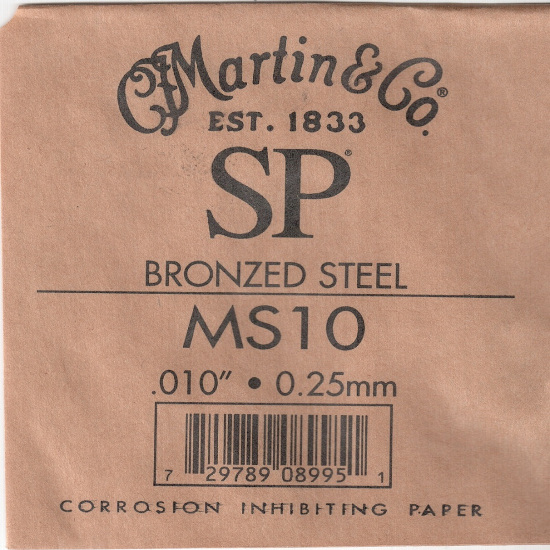 CFMartin & Co.®
EST. 1833
SP®
BRONZED STEEL
MS10
.010" • 0.25mm
7 29789 08995 1
CORROSION INHIBITING PAPER